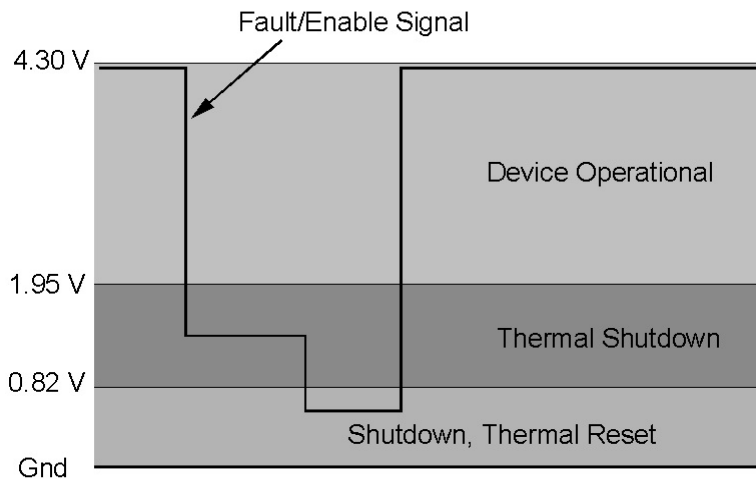 Fault/Enable Signal
4.30 V
Device Operational
1.95 V
Thermal Shutdown
0.82 V
Shutdown, Thermal Reset
Gnd